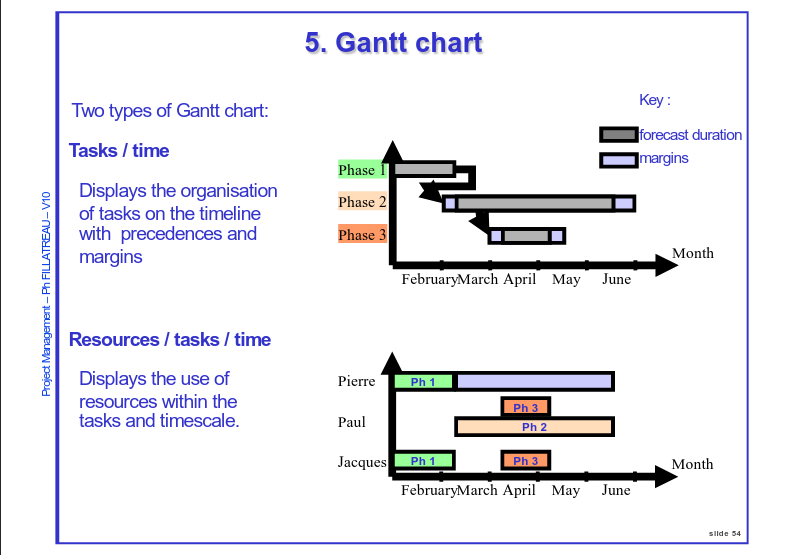 5. Gantt chart
Two types of Gantt chart:
Tasks / time
Displays the organisation
of tasks on the timeline
with precedences and
margins
Key :
forecast duration
margins
Phase 1
Phase 2
Phase 3
Month
February March April May June
Resources / tasks / time
Displays the use of
resources within the
tasks and timescale.
Pierre
Ph 1
Ph 3
Paul
Ph 2
Jacques
Ph 1
Ph 3
Month
February March April May June
Project Management – Ph FILLATREAU – V10
slide 54